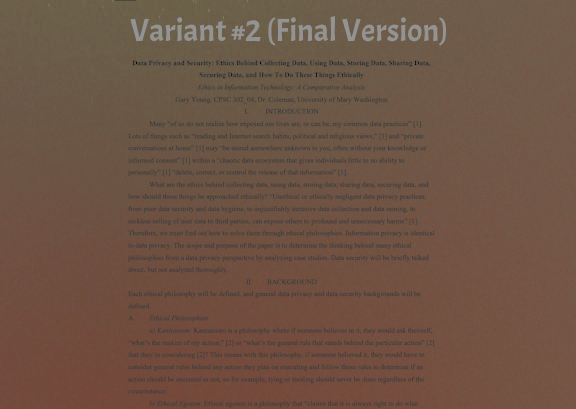 Variant #2 (Final Version)
Data Privacy and Security: Ethics Behind Collecting Data, Using Data, Storing Data, Sharing Data,
Securing Data, and How To Do These Things Ethically
Ethics in Information Technology: A Comparative Analysis
Gary Young, CPSC 302_04, Dr. Coleman, University of Mary Washington
I. INTRODUCTION
Many "of us do not realize how exposed our lives are, or can be, my common data practices" [1].
Lots of things such as "reading and Internet search habits, political and religious views," [1] and "private
conversations at home" [1] may "be stored somewhere unknown to you, often without your knowledge or
informed consent" [1] within a "chaotic data ecosystem that gives individuals little to no ability to
personally" [1] "delete, correct, or control the release of that information" [1].
What are the ethics behind collecting data, using data, storing data, sharing data, securing data, and
how should these things be approached ethically? "Unethical or ethically negligent data privacy practices
from poor data security and data hygiene, to unjustifiably intrusive data collection and data mining, to
reckless selling of user data to third parties, can expose others to profound and unnecessary harms" [1].
Therefore, we must find out how to solve them through ethical philosophies. Information privacy is identical
to data privacy. The scope and purpose of the paper is to determine the thinking behind many ethical
philosophies from a data privacy perspective by analyzing case studies. Data security will be briefly talked
about, but not analyzed thoroughly.
II. BACKGROUND
Each ethical philosophy will be defined, and general data privacy and data security backgrounds will be
defined.
A. Ethical Philosophies
a) Kantianism. Kantianism is a philosophy where if someone believes in it, they would ask themself,
"what's the maxim of my action," [2] or "what's the general rule that stands behind the particular action" [2]
that they're considering [2]? This means with this philosophy, if someone believed it, they would have to
consider general rules behind any action they plan on executing and follow those rules to determine if an
action should be executed or not, so for example, lying or stealing should never be done regardless of the
circumstance.
b) Ethical Egoism. Ethical egoism is a philosophy that "claims that it is always right to do what